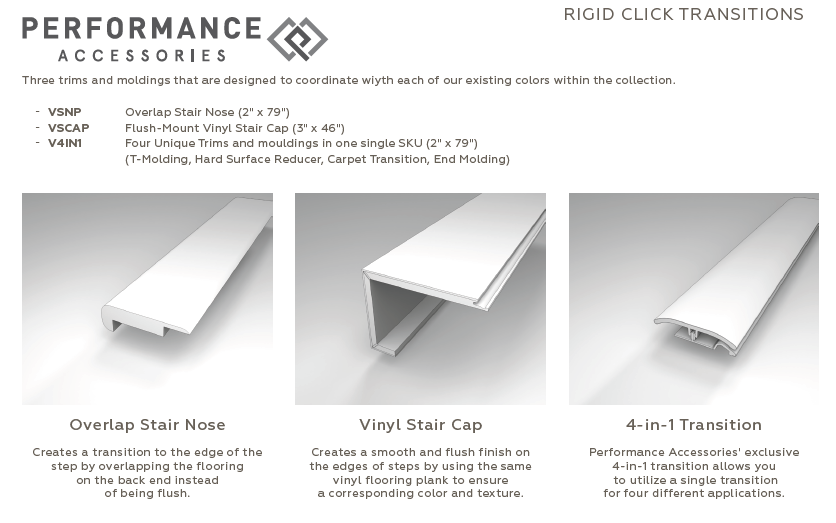 PERFORMANCE
ACCESSORIES
RIGID CLICK TRANSITIONS
Three trims and moldings that are designed to coordinate wiyth each of our existing colors within the collection.
- VSNP Overlap Stair Nose (2" x 79")
- VSCAP Flush-Mount Vinyl Stair Cap (3" x 46")
- V4IN1 Four Unique Trims and mouldings in one single SKU (2" x 79")
(T-Molding, Hard Surface Reducer, Carpet Transition, End Molding)
Overlap Stair Nose
Creates a transition to the edge of the
step by overlapping the flooring
on the back end instead
of being flush.
Vinyl Stair Cap
Creates a smooth and flush finish on
the edges of steps by using the same
vinyl flooring plank to ensure
a corresponding color and texture.
4-in-1 Transition
Performance Accessories' exclusive
4-in-1 transition allows you
to utilize a single transition
for four different applications.